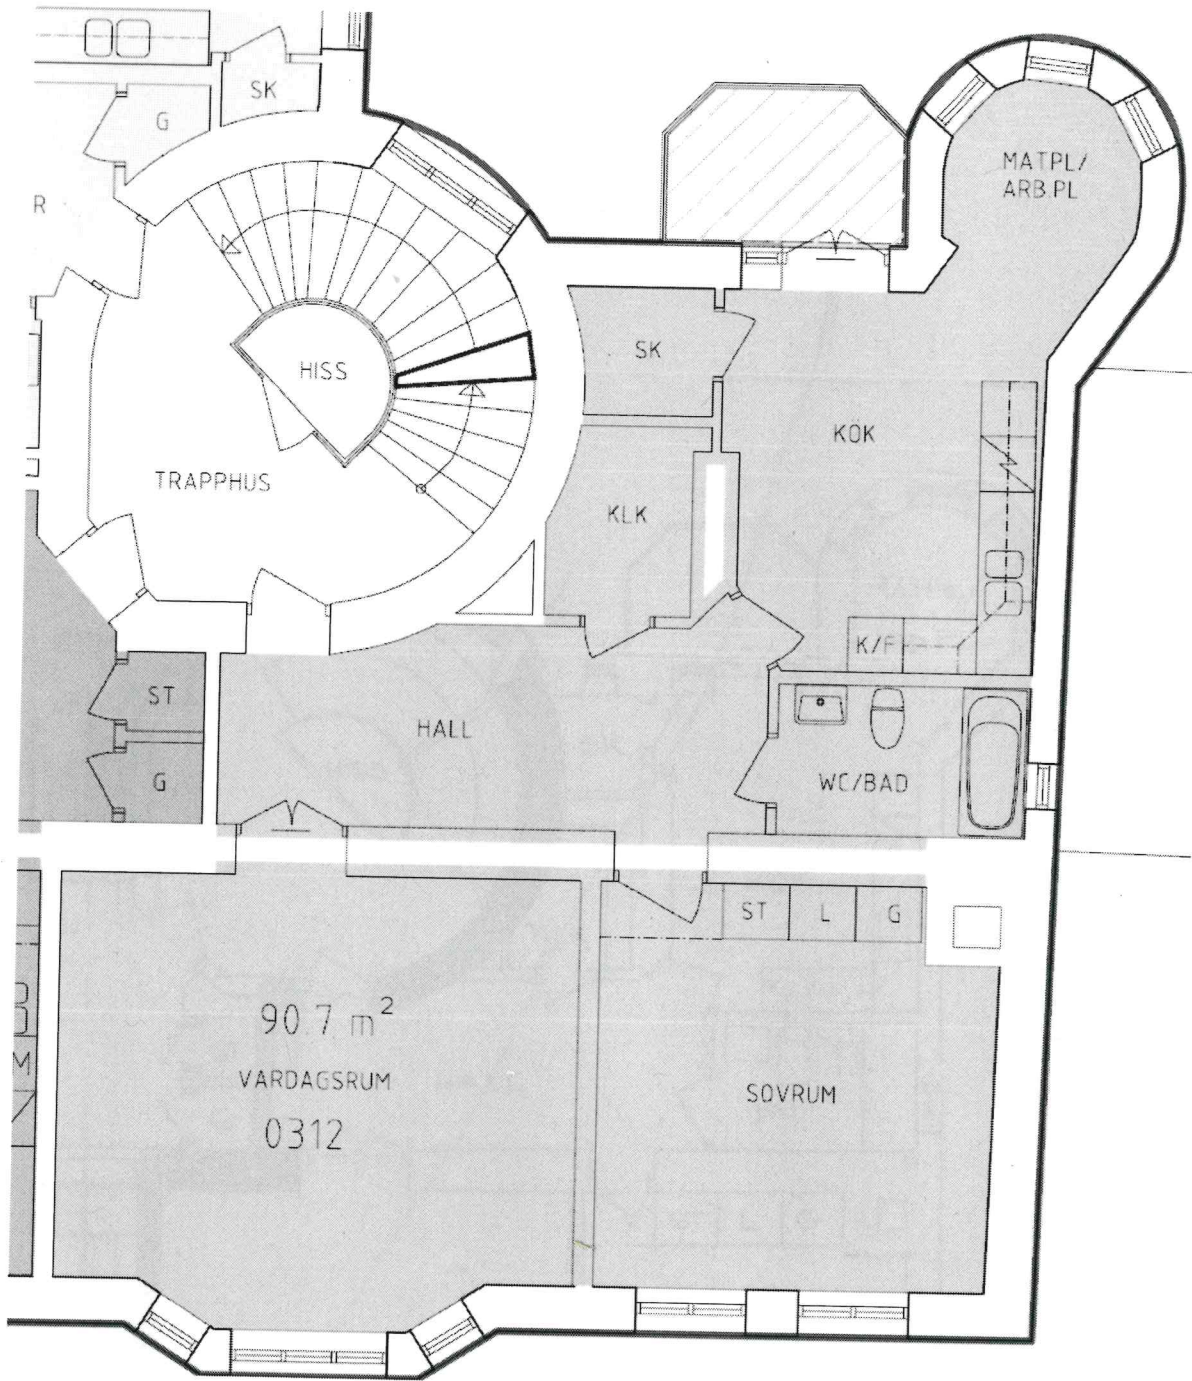 SK
G
R
MATPL/
ARB.PL
HISS
SK
KÖK
TRAPPHUS
KLK
K/F
ST
HALL
G
WC/BAD
ST L G
90.7 m²
M
VARDAGSRUM
SOVRUM
0312